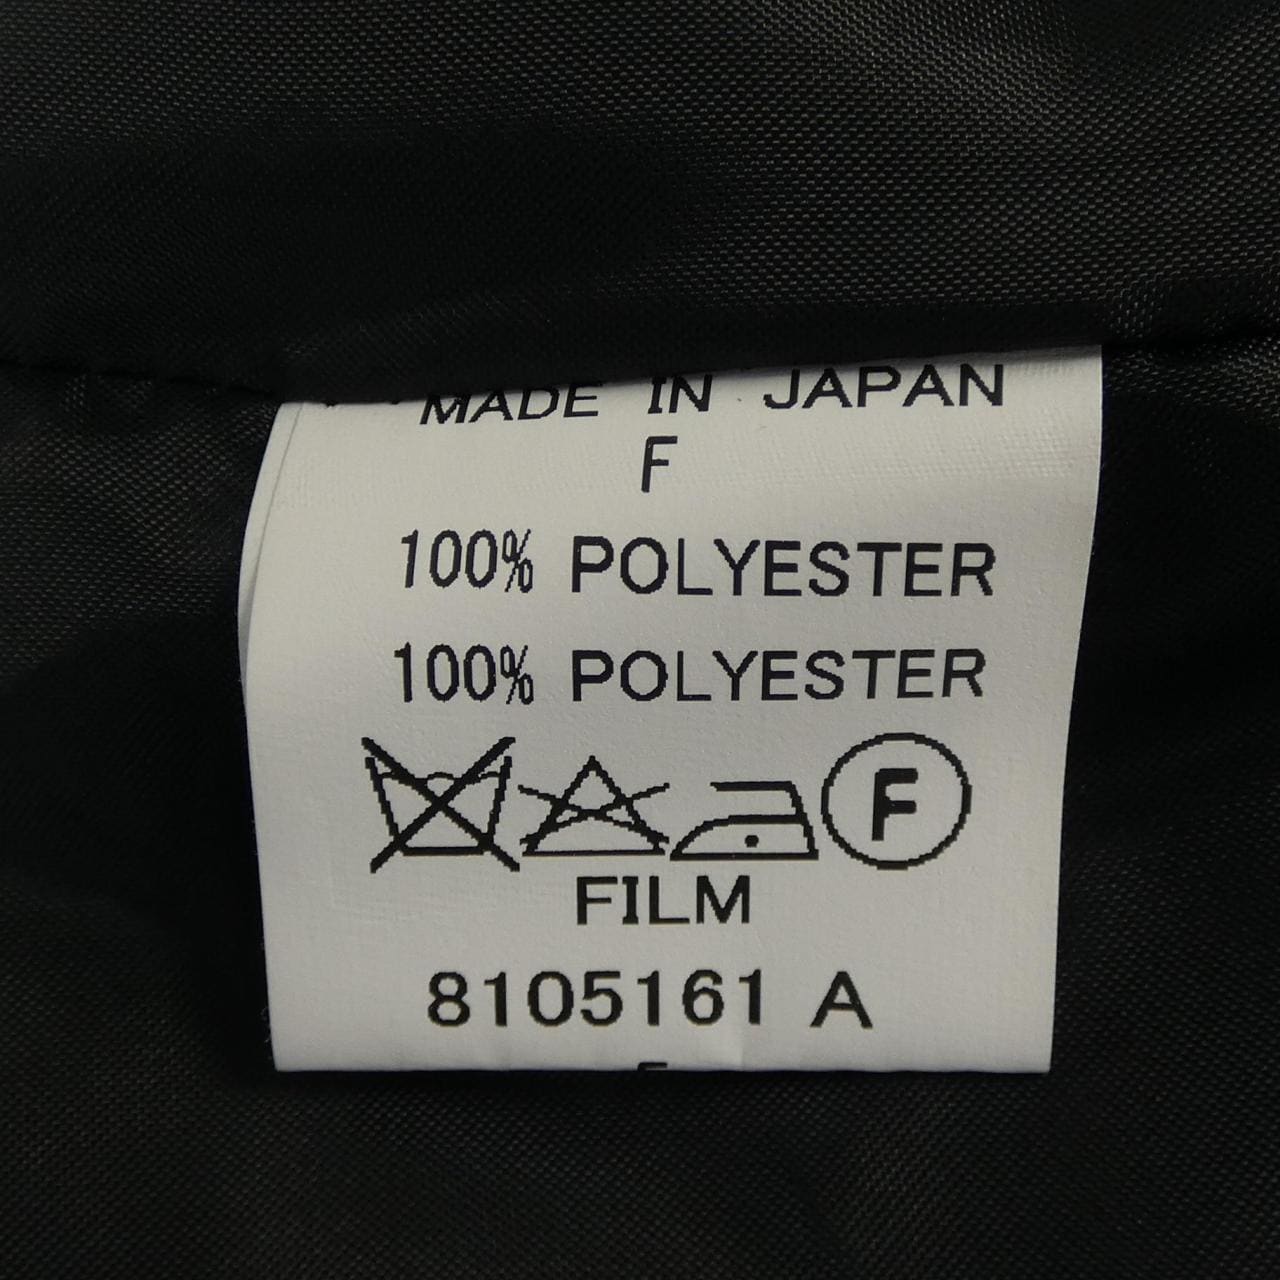 MADE IN JAPAN
F
100% POLYESTER
100% POLYESTER
F
FILM
8105161 A